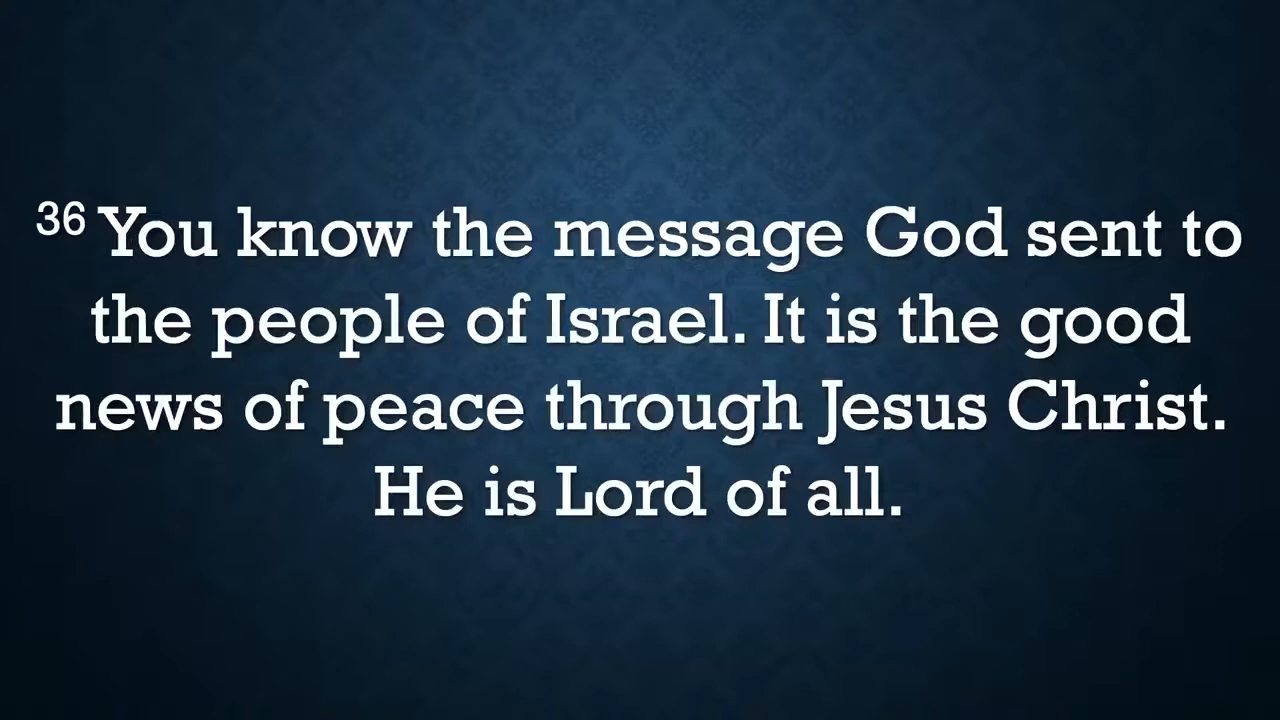 36 You know the message God sent to
the people of Israel. It is the good
news of peace through Jesus Christ.
He is Lord of all.